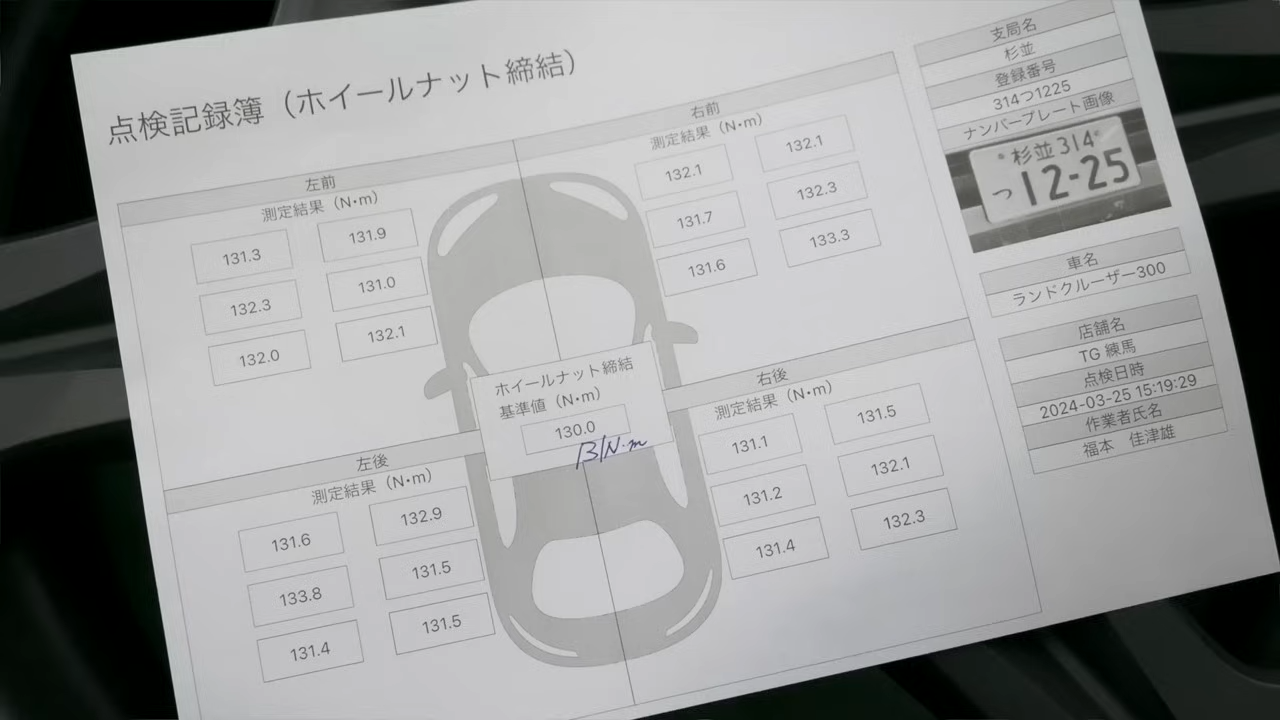 点検記録簿（ホイールナット締結）
左前
測定結果（N・m）
131.3 131.9
132.3 131.0
132.0 132.1
右前
測定結果（N・m）
132.1 132.1
131.7 132.3
131.6 133.3
ホイールナット締結
基準値（N・m）
130.0
131N·m
左後
測定結果（N・m）
131.6 132.9
133.8 131.5
131.4 131.5
右後
測定結果（N・m）
131.1 131.5
131.2 132.1
131.4 132.3
支局名
杉並
登録番号
314つ1225
ナンバープレート画像
杉並 314
つ 12-25
車名
ランドクルーザー300
店舗名
TG 練馬
点検日時
2024-03-25 15:19:29
作業者氏名
福本 佳津雄